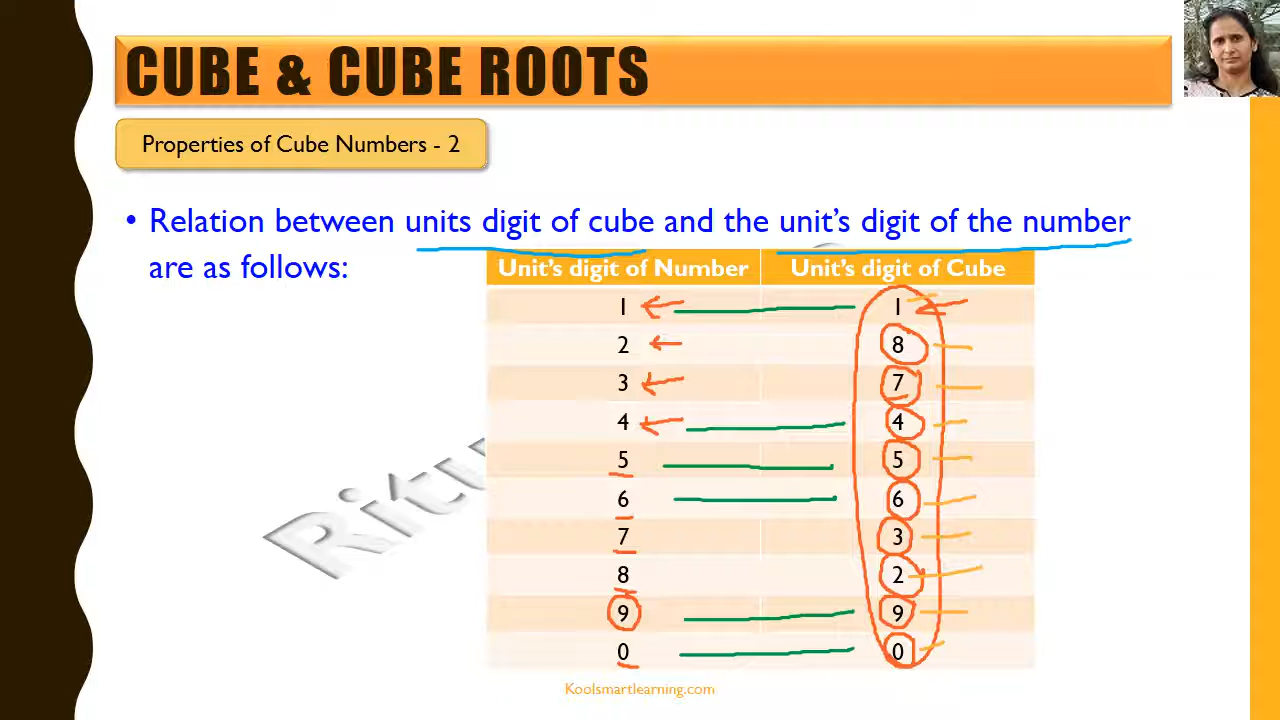 CUBE & CUBE ROOTS
Properties of Cube Numbers - 2
• Relation between units digit of cube and the unit's digit of the number
are as follows:
Unit's digit of Number Unit's digit of Cube
1 1
2 8
3 7
4 4
5 5
6 6
7 3
8 2
9 9
0 0
Ritu
Koolsmartlearning.com